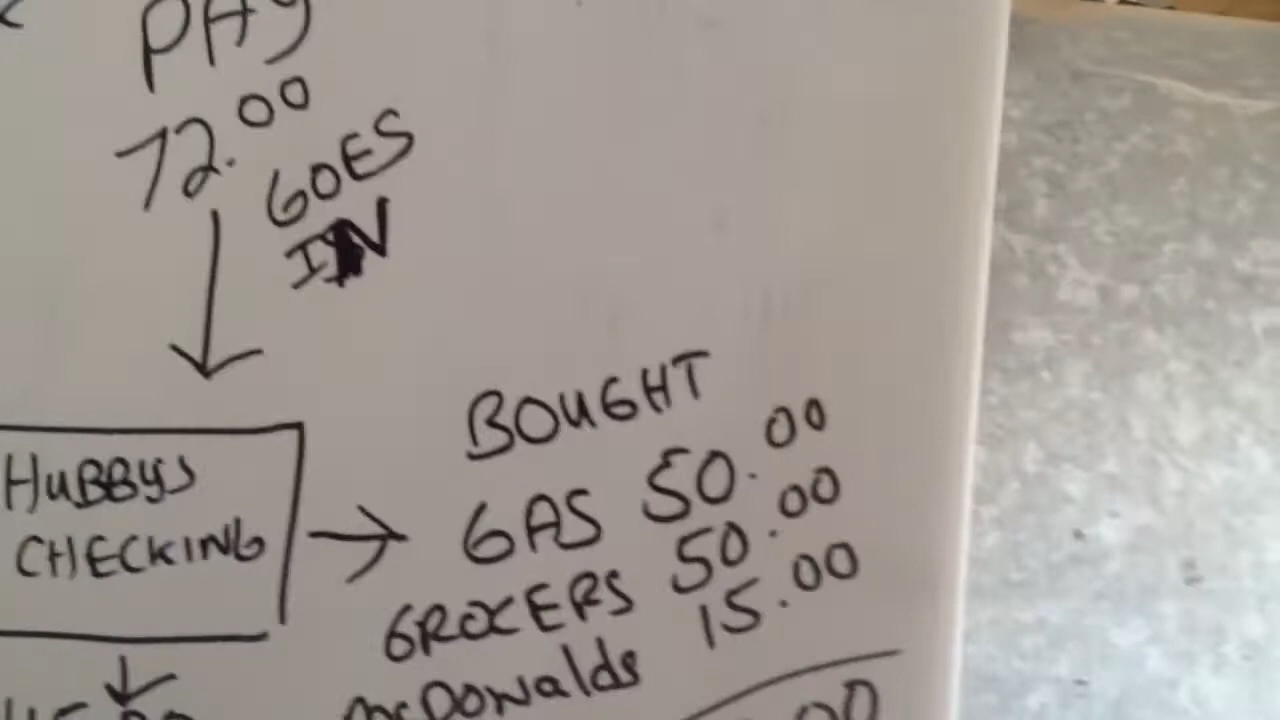 PAY
72.00
GOES
IN
HUBBYS
CHECKING
BOUGHT
GAS 50.00
GROCERS 50.00
McDonalds 15.00